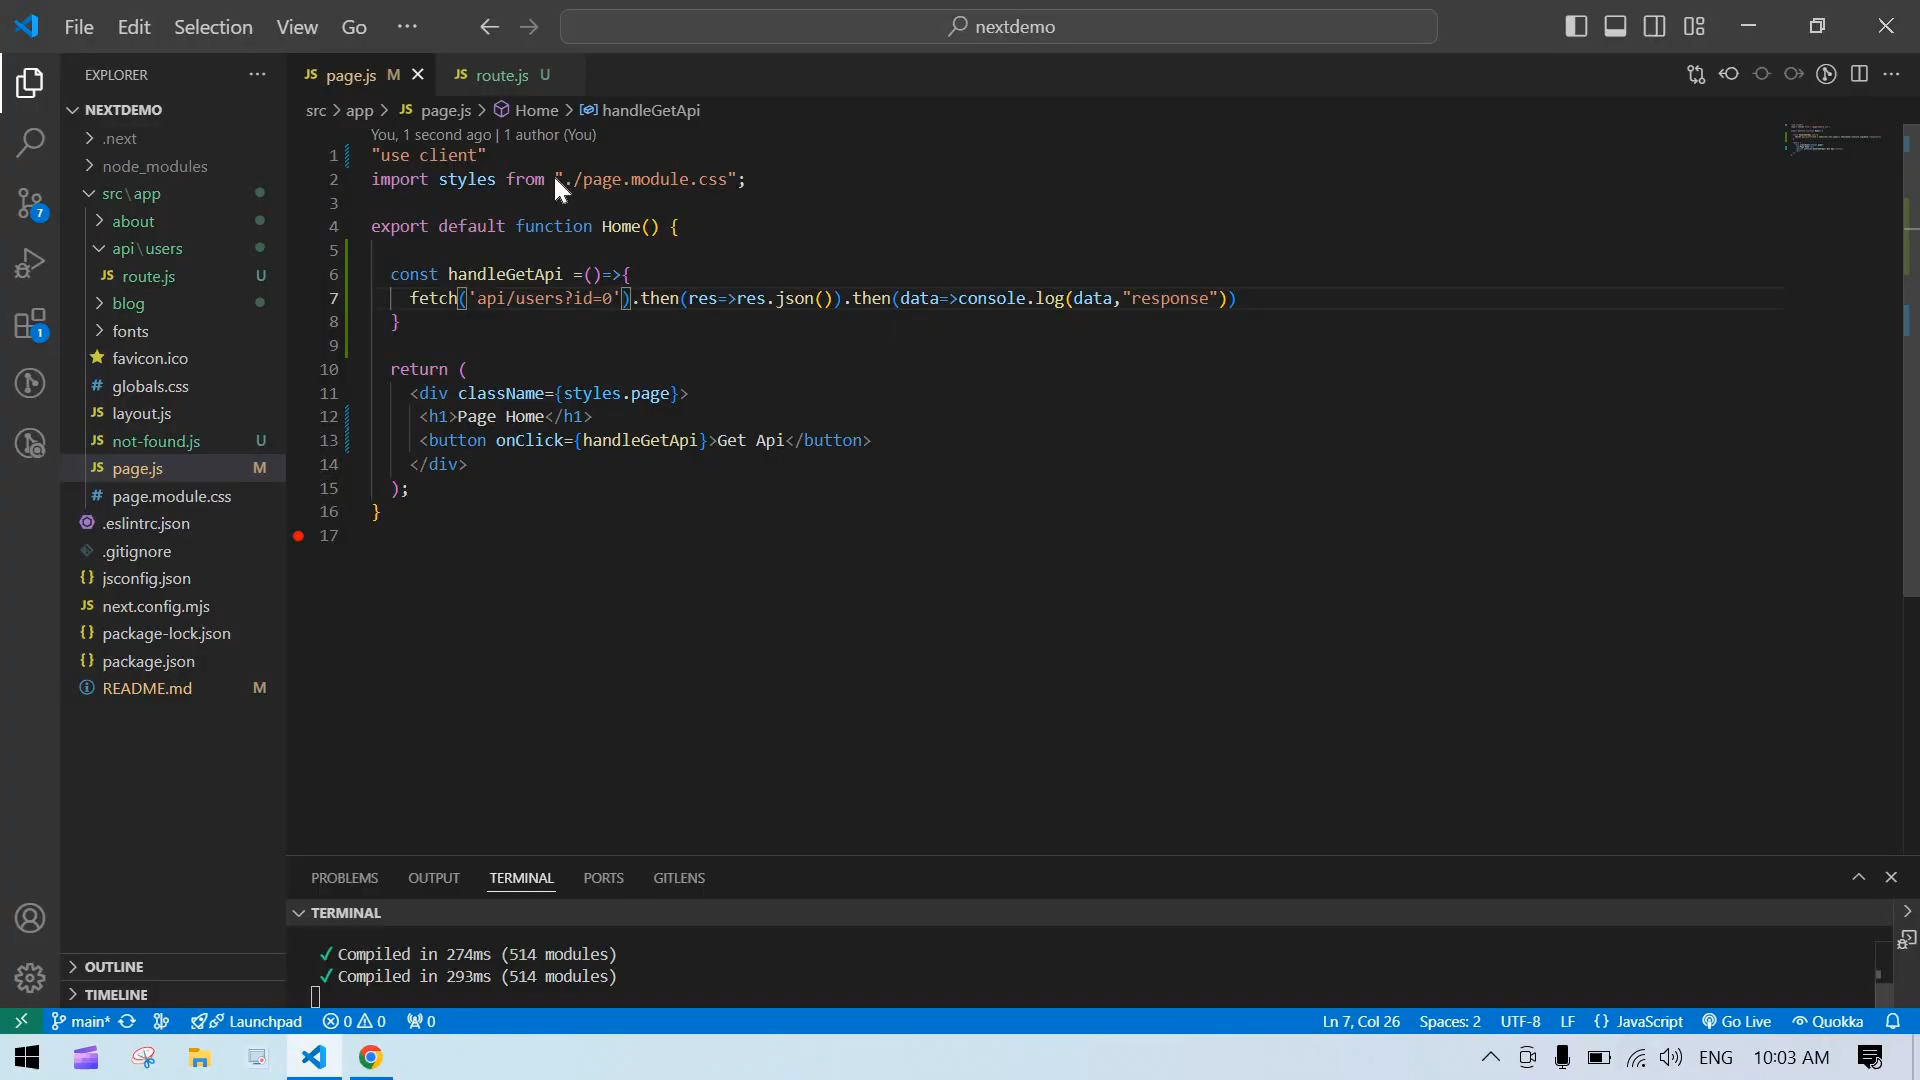 File Edit Selection View Go ··· nextdemo
EXPLORER ···
NEXTDEMO
.next
node_modules
src\app
about
api\users
JS route.js U
blog
fonts
favicon.ico
# globals.css
JS layout.js
JS not-found.js U
JS page.js M
# page.module.css
.eslintrc.json
.gitignore
{} jsconfig.json
JS next.config.mjs
{} package-lock.json
{} package.json
README.md M
OUTLINE
TIMELINE
JS page.js M JS route.js U
src > app > JS page.js > Home > handleGetApi
You, 1 second ago | 1 author (You)
1 "use client"
2 import styles from "./page.module.css";
3
4 export default function Home() {
5
6 const handleGetApi =()=>{
7 fetch('api/users?id=0').then(res=>res.json()).then(data=>console.log(data,"response"))
8 }
9
10 return (
11 <div className={styles.page}>
12 <h1>Page Home</h1>
13 <button onClick={handleGetApi}>Get Api</button>
14 </div>
15 );
16 }
17
PROBLEMS OUTPUT TERMINAL PORTS GITLENS
TERMINAL
✓ Compiled in 274ms (514 modules)
✓ Compiled in 293ms (514 modules)
7
1
main* Launchpad 0 0 0 Ln 7, Col 26 Spaces: 2 UTF-8 LF {} JavaScript Go Live Quokka
ENG 10:03 AM